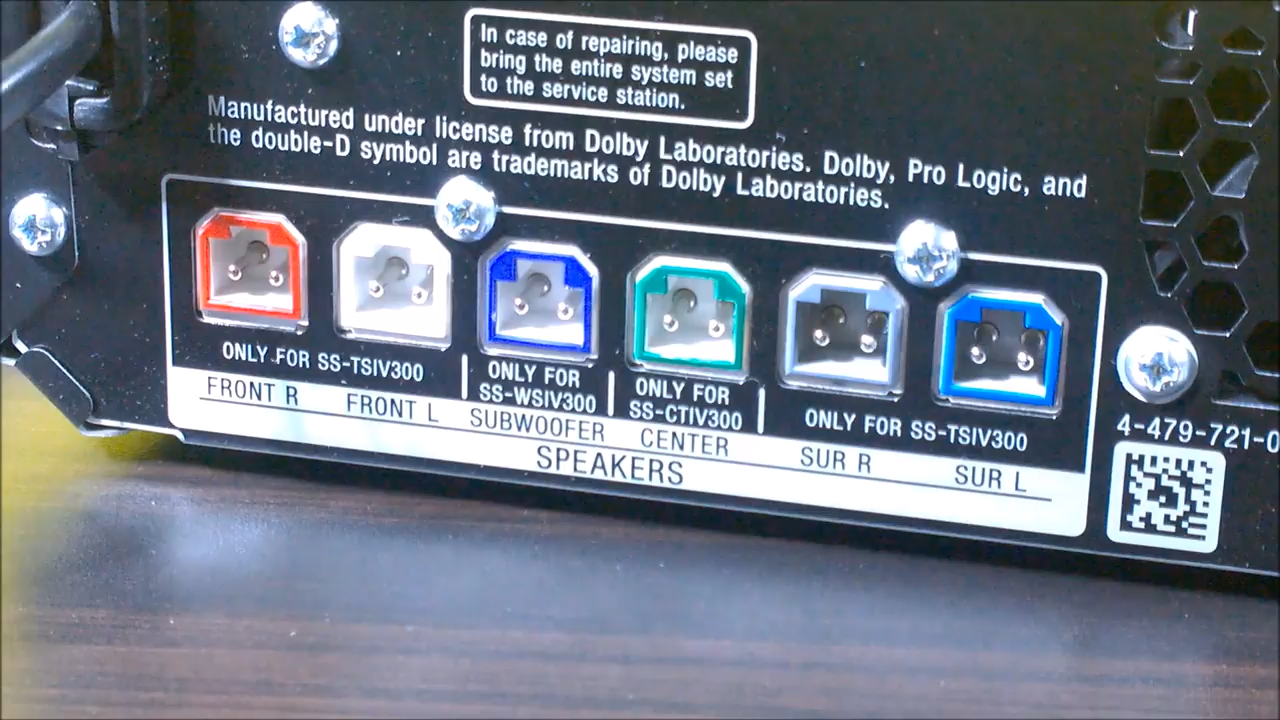 In case of repairing, please
bring the entire system set
to the service station.
Manufactured under license from Dolby Laboratories. Dolby, Pro Logic, and
the double-D symbol are trademarks of Dolby Laboratories.
ONLY FOR SS-TSIV300
ONLY FOR
SS-WSIV300
ONLY FOR
SS-CTIV300
ONLY FOR SS-TSIV300
FRONT R
FRONT L
SUBWOOFER
CENTER
SUR R
SUR L
SPEAKERS
4-479-721-0